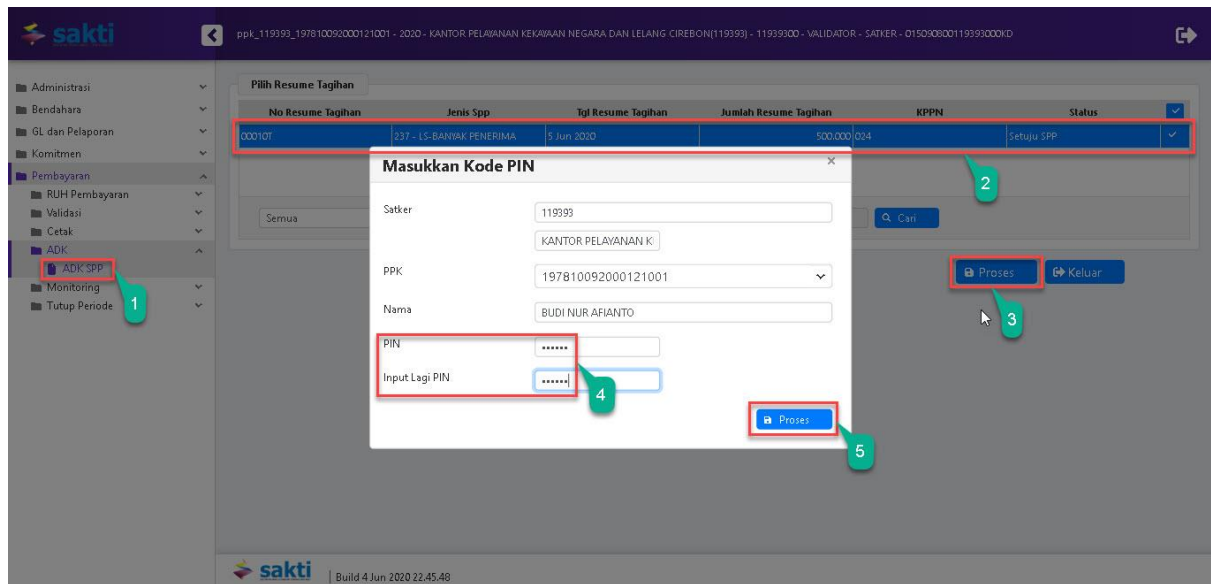 sakti
ppk_119393_197810092000121001 - 2020 - KANTOR PELAYANAN KEKAYAAN NEGARA DAN LELANG CIREBON(119393) - 11939300 - VALIDATOR - SATKER - 015090800119393000KD
Administrasi
Bendahara
GL dan Pelaporan
Komitmen
Pembayaran
RUH Pembayaran
Validasi
Cetak
ADK
ADK SPP
1
Monitoring
Tutup Periode
Pilih Resume Tagihan
No Resume Tagihan Jenis Spp Tgl Resume Tagihan Jumlah Resume Tagihan KPPN Status
00010T 237 - LS-BANYAK PENERIMA 5 Jun 2020 500.000 024 Setuju SPP
2
Semua Cari
Proses Keluar
3
Masukkan Kode PIN ×
Satker 119393
KANTOR PELAYANAN K
PPK 197810092000121001
Nama BUDI NUR AFIANTO
PIN ••••••
Input Lagi PIN ••••••
4
Proses
5
sakti | Build 4 Jun 2020 22.45.48